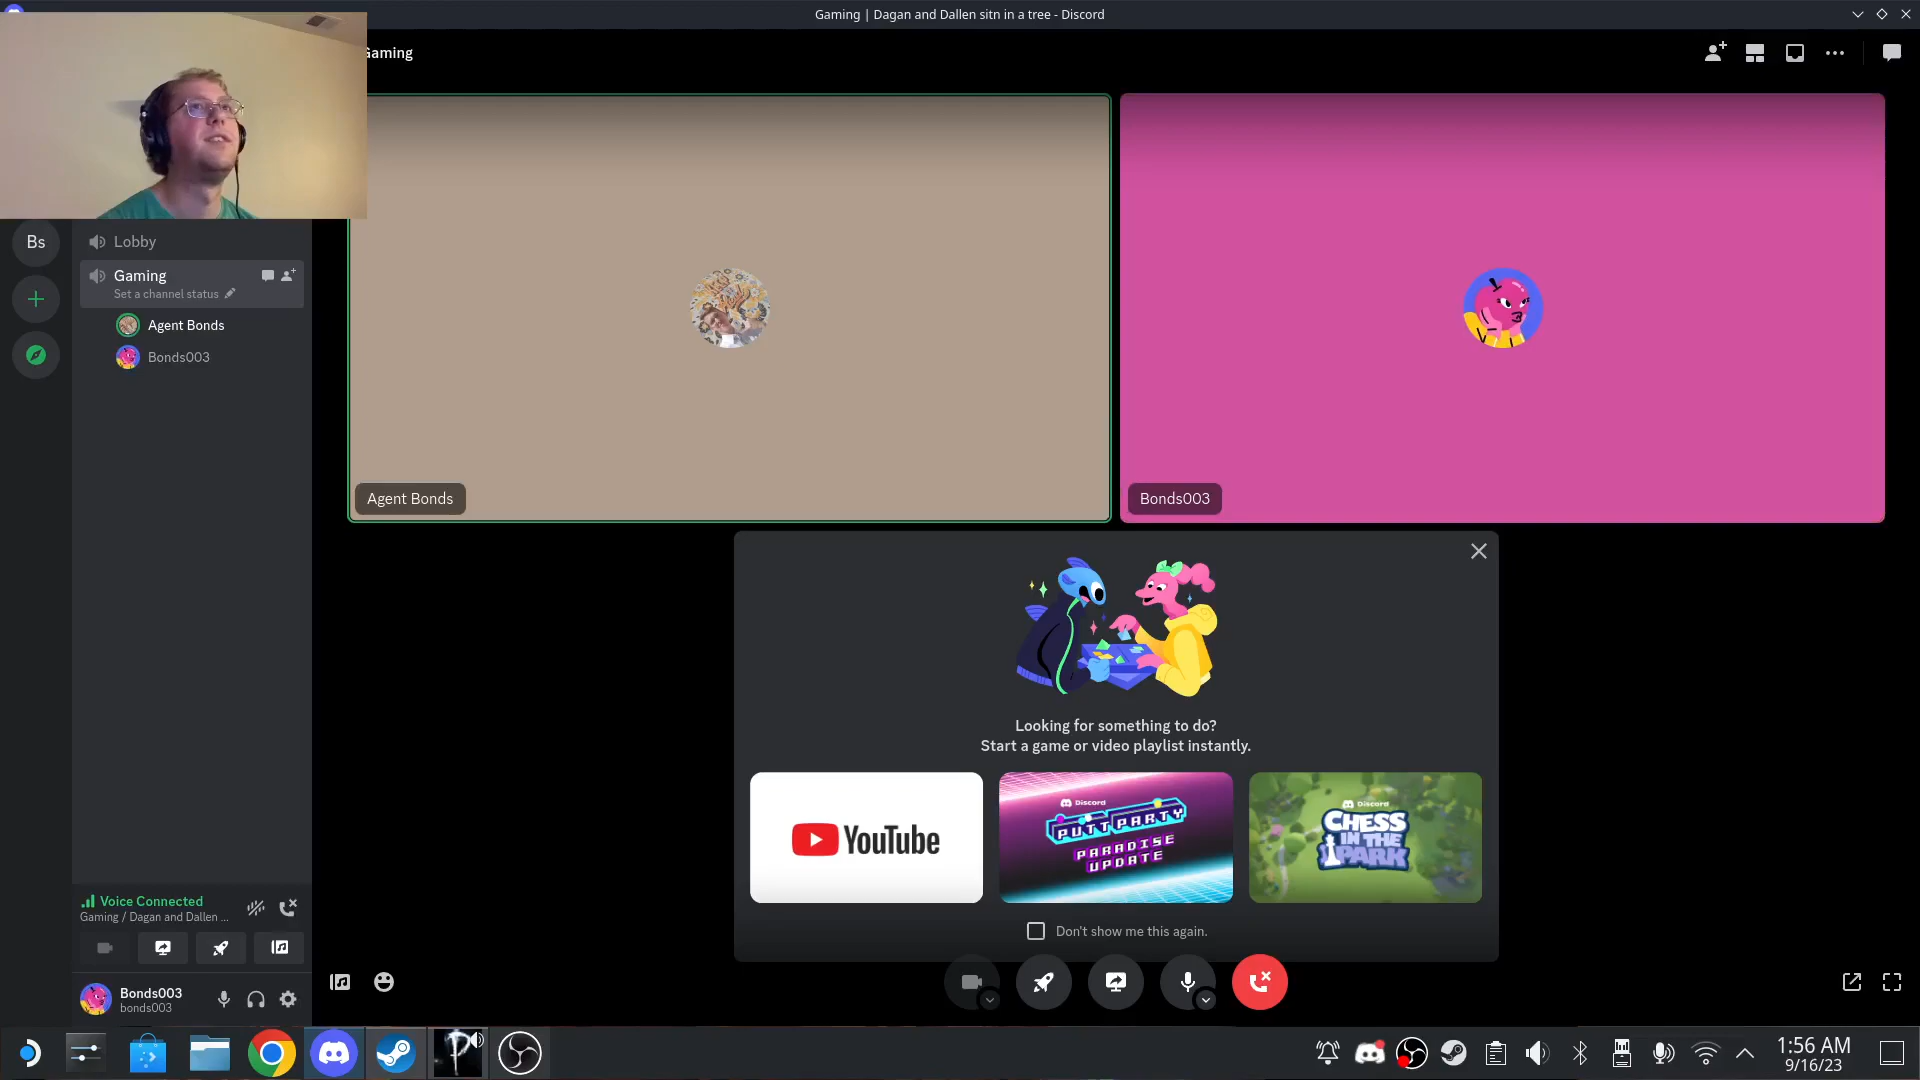 Gaming | Dagan and Dallen sitn in a tree - Discord
Gaming
Bs
Lobby
Gaming
Set a channel status
Agent Bonds
Bonds003
Agent Bonds
Bonds003
Looking for something to do?
Start a game or video playlist instantly.
YouTube
Discord
PUTT PARTY
PARADISE
UPDATE
Discord
CHESS
IN THE
PARK
Don't show me this again.
Voice Connected
Gaming / Dagan and Dallen ...
Bonds003
bonds003
1:56 AM
9/16/23